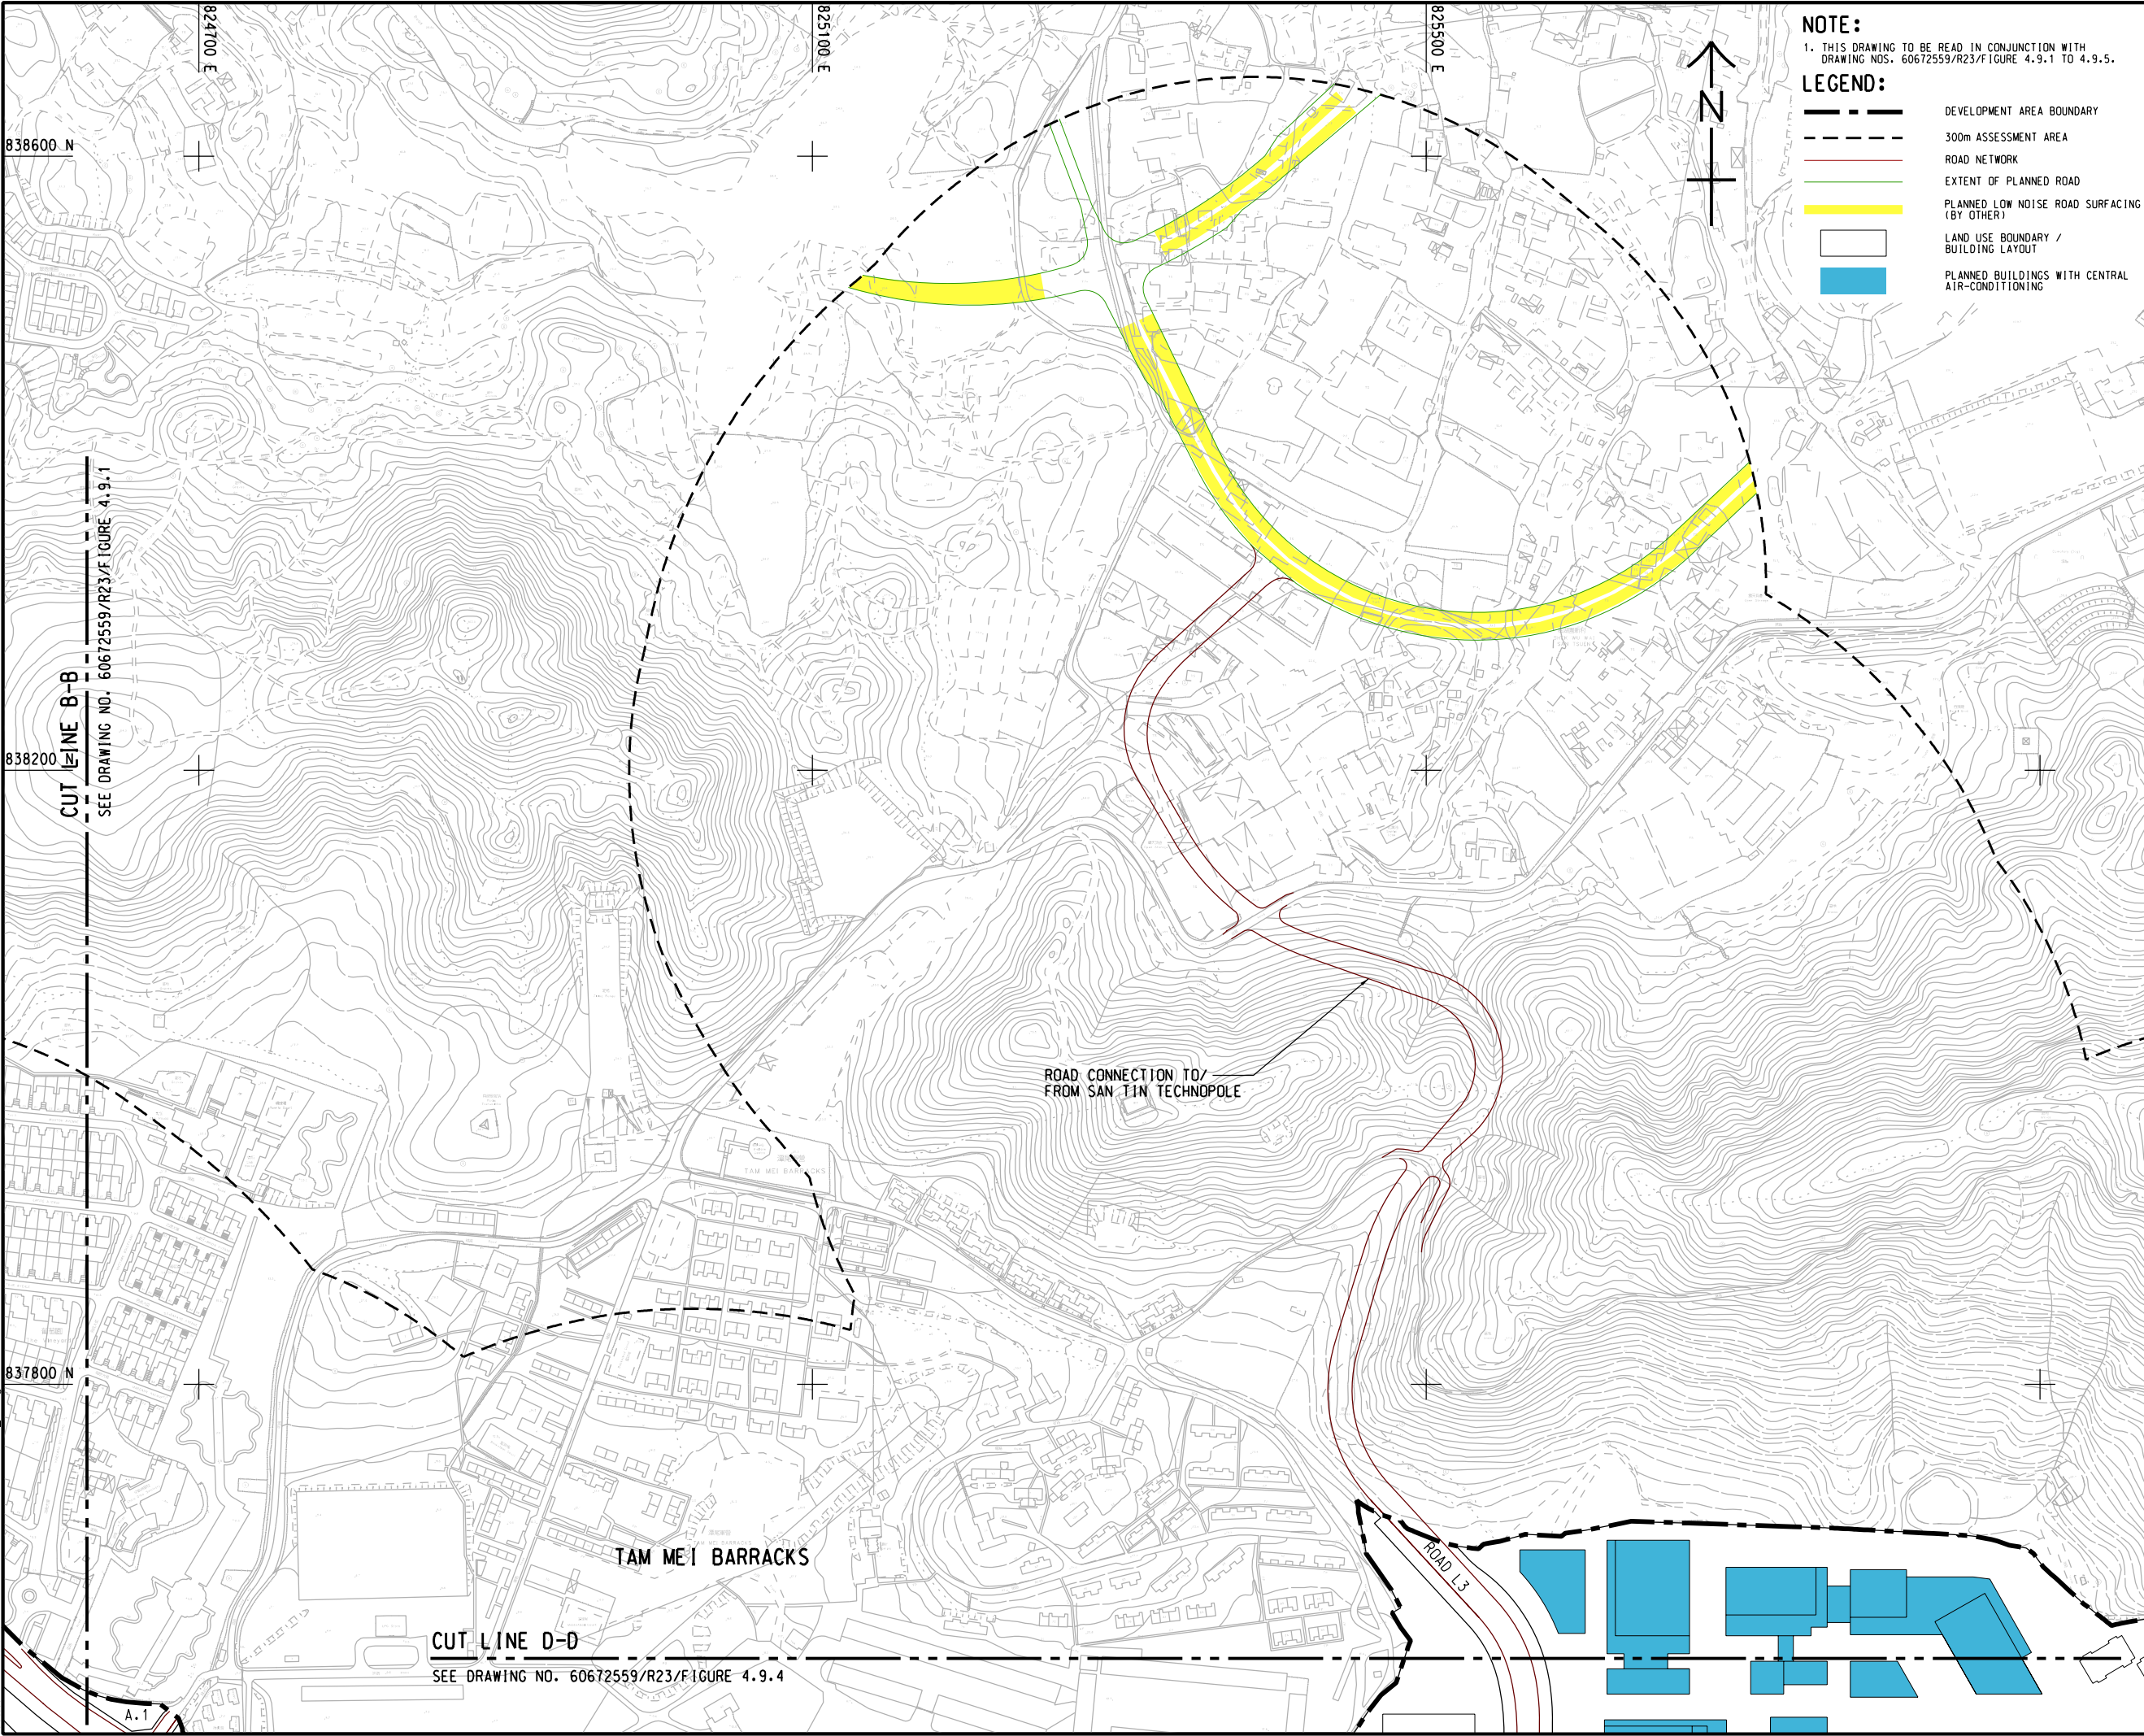 824700 E
825100 E
825500 E
NOTE:
1. THIS DRAWING TO BE READ IN CONJUNCTION WITH
DRAWING NOS. 60672559/R23/FIGURE 4.9.1 TO 4.9.5.
LEGEND:
DEVELOPMENT AREA BOUNDARY
300m ASSESSMENT AREA
ROAD NETWORK
EXTENT OF PLANNED ROAD
PLANNED LOW NOISE ROAD SURFACING
(BY OTHER)
LAND USE BOUNDARY /
BUILDING LAYOUT
PLANNED BUILDINGS WITH CENTRAL
AIR-CONDITIONING
N
838600 N
838200 N
837800 N
CUT LINE B-B
SEE DRAWING NO. 60672559/R23/FIGURE 4.9.1
ROAD CONNECTION TO/
FROM SAN TIN TECHNOPOLE
TAM MEI BARRACKS
TAM MEI BARRACKS
ROAD L3
CUT LINE D-D
SEE DRAWING NO. 60672559/R23/FIGURE 4.9.4
A.1